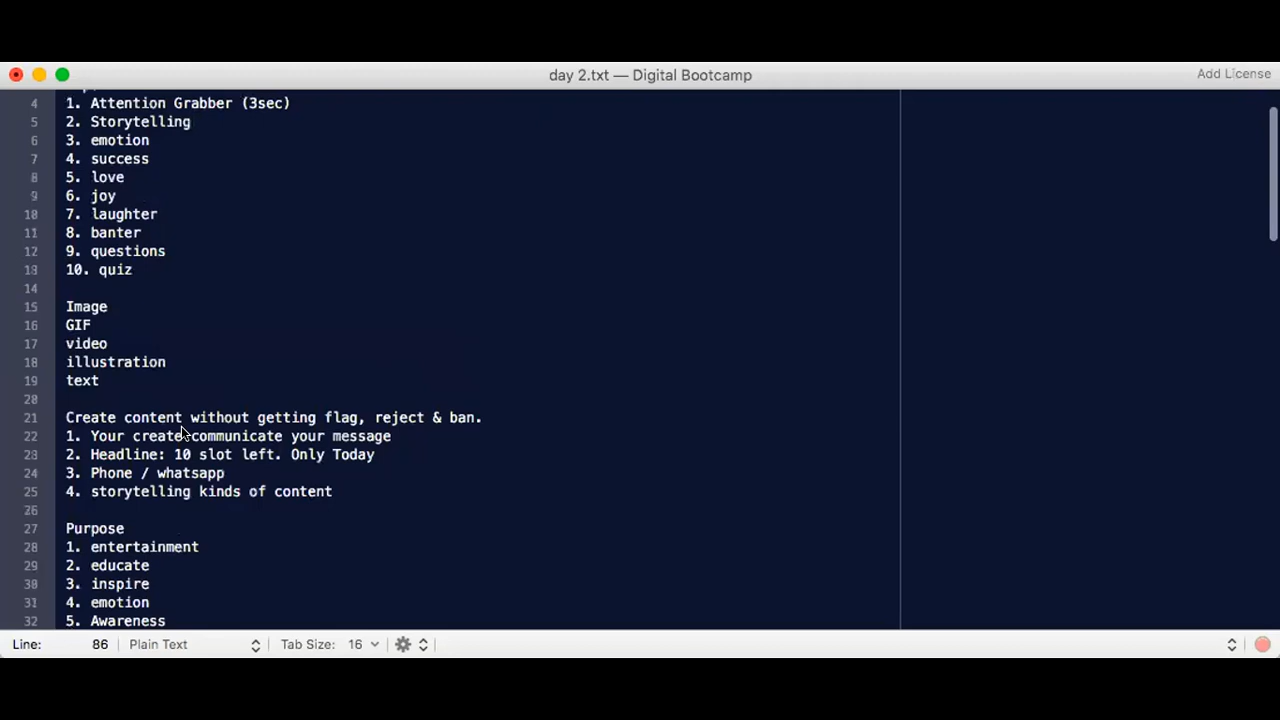 day 2.txt — Digital Bootcamp
Add License
4 1. Attention Grabber (3sec)
5 2. Storytelling
6 3. emotion
7 4. success
8 5. love
9 6. joy
10 7. laughter
11 8. banter
12 9. questions
13 10. quiz
14
15 Image
16 GIF
17 video
18 illustration
19 text
20
21 Create content without getting flag, reject & ban.
22 1. Your create communicate your message
23 2. Headline: 10 slot left. Only Today
24 3. Phone / whatsapp
25 4. storytelling kinds of content
26
27 Purpose
28 1. entertainment
29 2. educate
30 3. inspire
31 4. emotion
32 5. Awareness
Line: 86 Plain Text Tab Size: 16